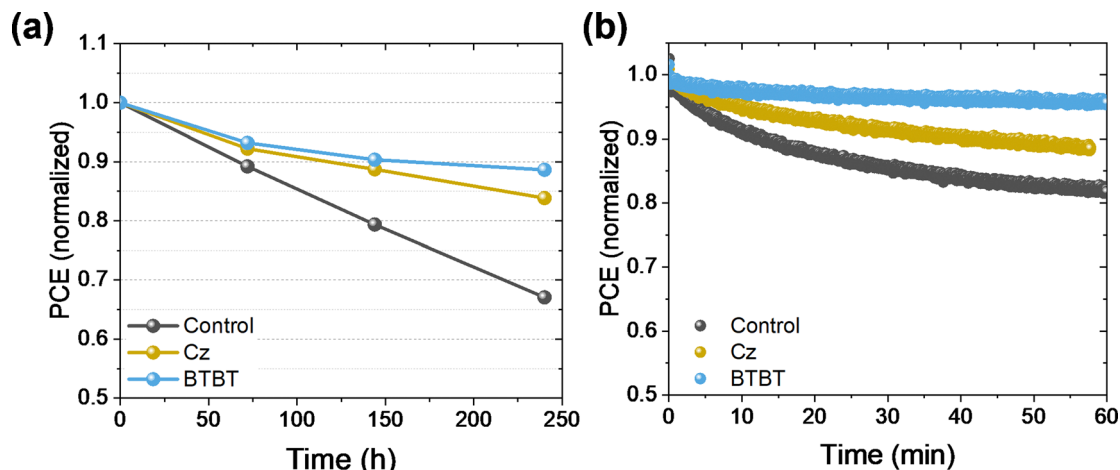 (a)
PCE (normalized)
1.1
1.0
0.9
0.8
0.7
0.6
0.5
Control
Cz
BTBT
0 50 100 150 200 250
Time (h)
(b)
PCE (normalized)
1.0
0.9
0.8
0.7
0.6
0.5
Control
Cz
BTBT
0 10 20 30 40 50 60
Time (min)